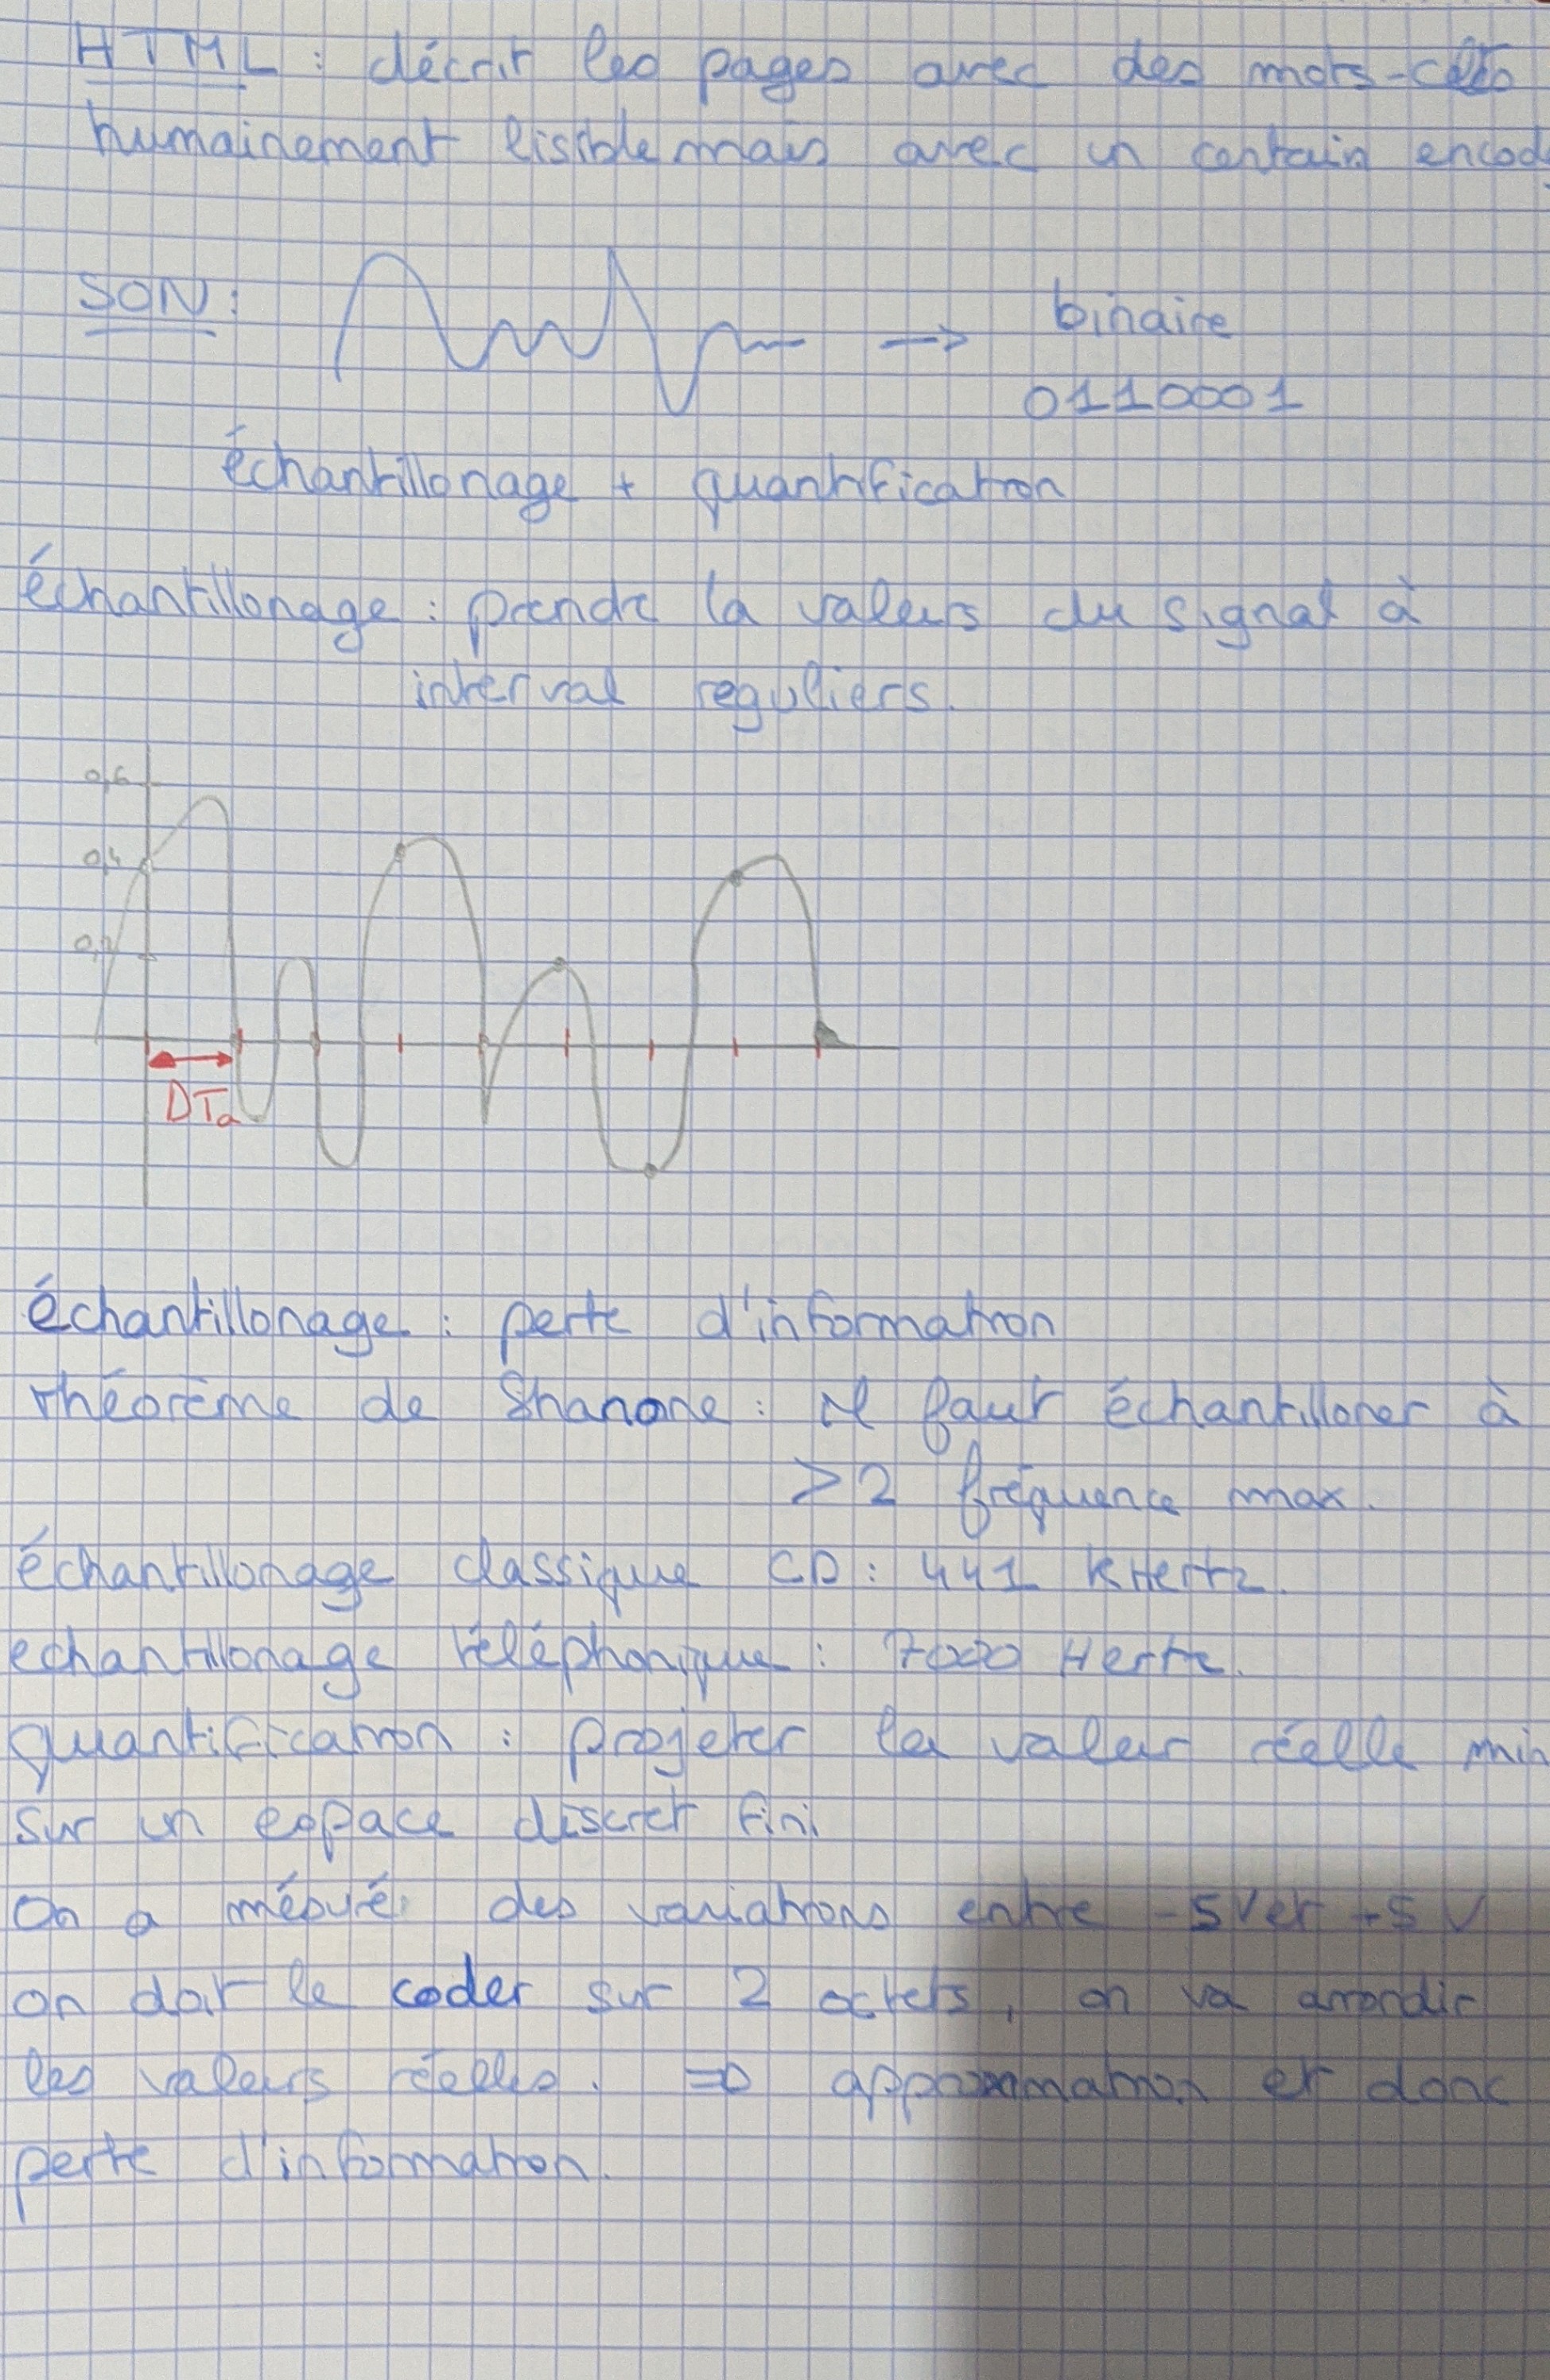 HTML : décrit les pages avec des mots-clés
humainement lisible mais avec un certain encod
SON :
binaire
0110001
échantillonage + quantification
échantillonage : prendre la valeurs du signal à
interval reguliers.
0,6
0,4
0,2
DTa
échantillonage : perte d'information
théorème de Shanone : il faut échantilloner à
>2 fréquence max.
échantillonage classique CD : 441 KHertz.
echantillonage téléphonique : 7000 Hertz.
quantification : projeter la valeur réelle min
sur un espace discret fini
On a mésuré des variations entre -5V et +5V
on doit le coder sur 2 octets, on va arrondir
les valeurs réelles. => approximation et donc
perte d'information.